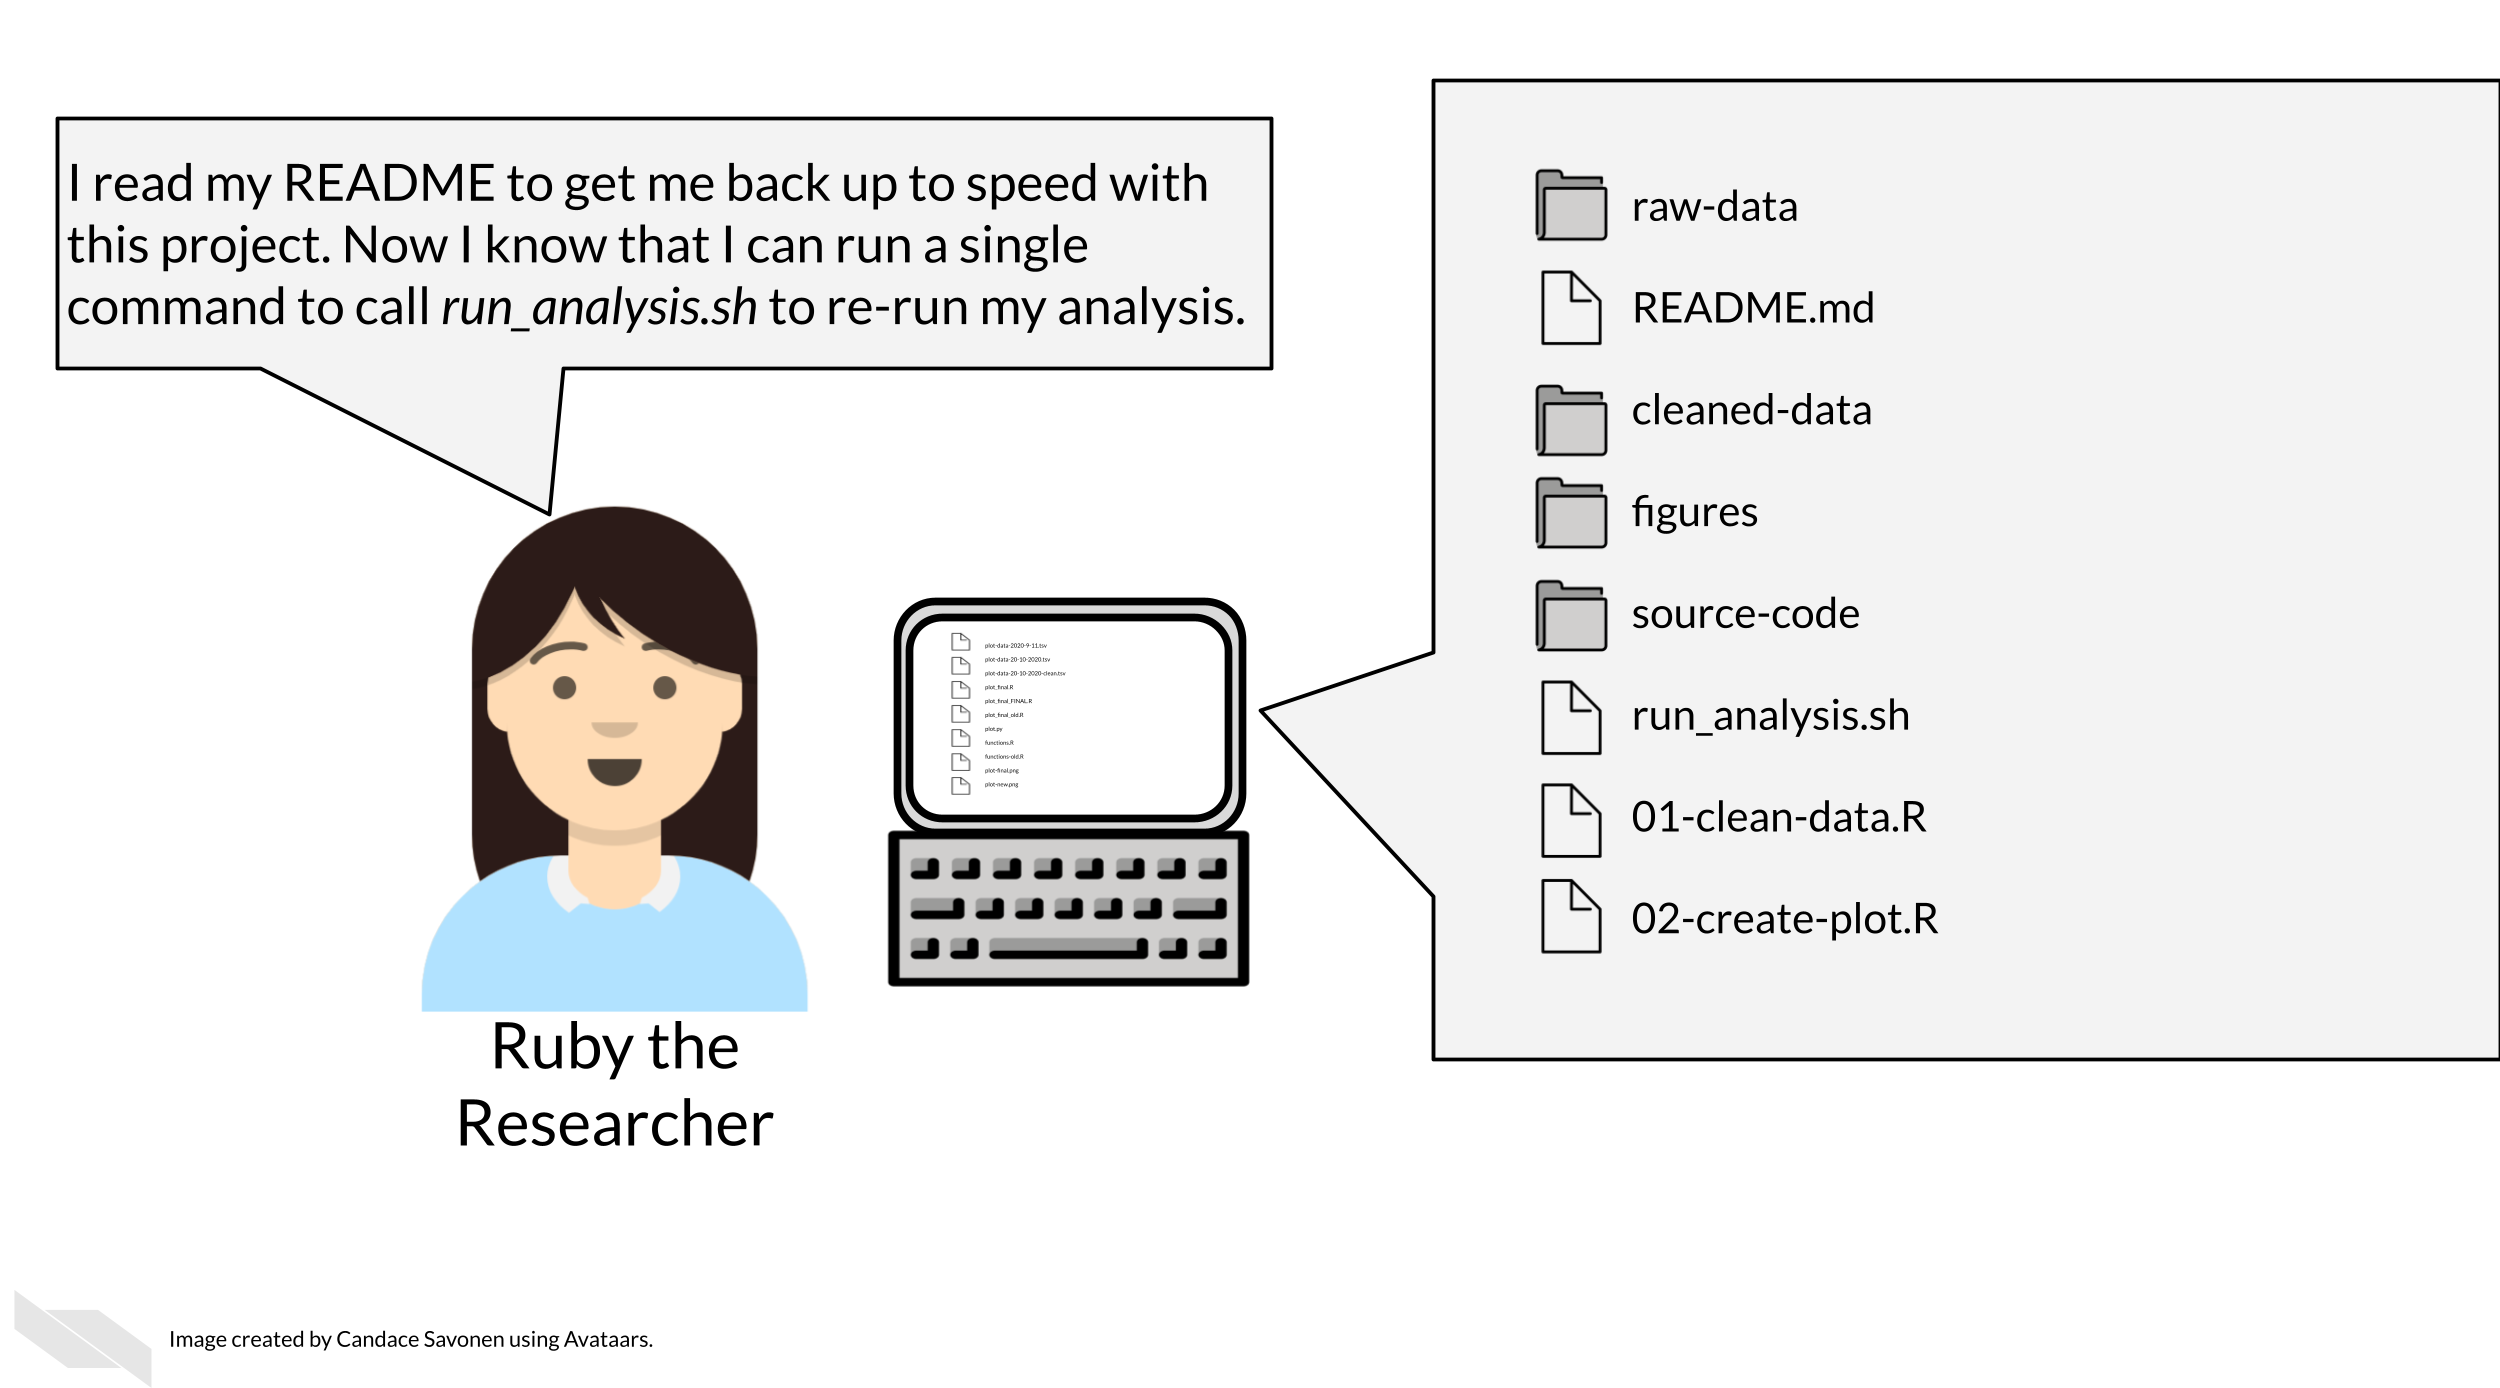 I read my README to get me back up to speed with
this project. Now I know that I can run a single
command to call run_analysis.sh to re-run my analysis.
raw-data
README.md
cleaned-data
figures
source-code
run_analysis.sh
01-clean-data.R
02-create-plot.R
plot-data-2020-9-11.tsv
plot-data-20-10-2020.tsv
plot-data-20-10-2020-clean.tsv
plot_final.R
plot_final_FINAL.R
plot_final_old.R
plot.py
functions.R
functions-old.R
plot-final.png
plot-new.png
Ruby the
Researcher
Image created by Candace Savonen using Avataars.